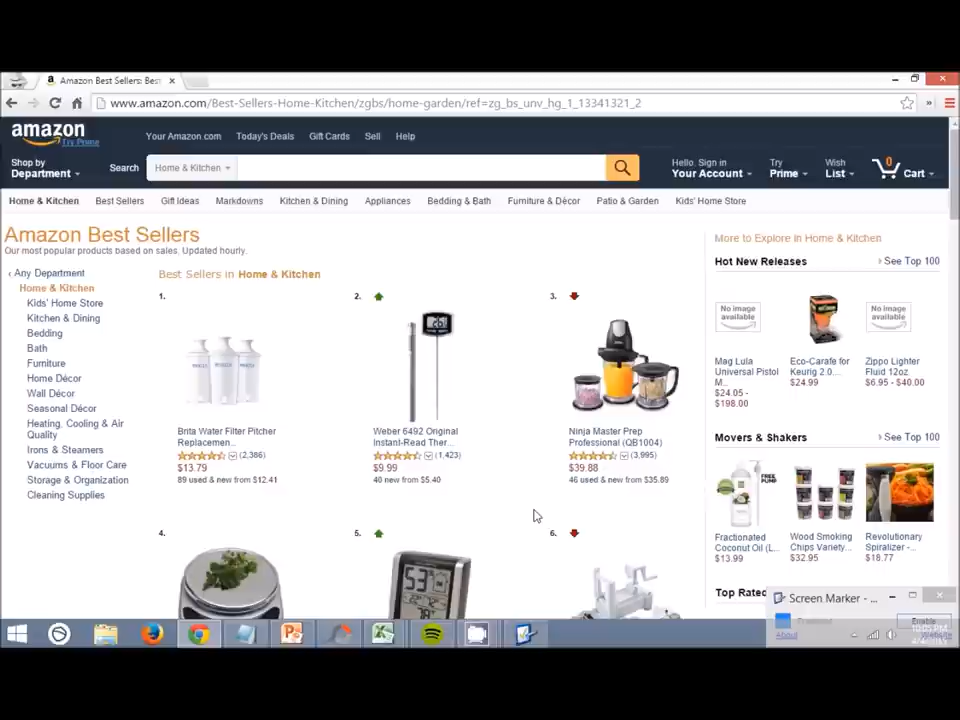 Amazon Best Sellers: Best
www.amazon.com/Best-Sellers-Home-Kitchen/zgbs/home-garden/ref=zg_bs_unv_hg_1_13341321_2
amazon
Try Prime
Your Amazon.com Today's Deals Gift Cards Sell Help
Shop by
Department
Search Home & Kitchen
Hello. Sign in
Your Account
Try
Prime
Wish
List
0
Cart
Home & Kitchen Best Sellers Gift Ideas Markdowns Kitchen & Dining Appliances Bedding & Bath Furniture & Décor Patio & Garden Kids' Home Store
Amazon Best Sellers
Our most popular products based on sales. Updated hourly.
‹ Any Department
Home & Kitchen
Kids' Home Store
Kitchen & Dining
Bedding
Bath
Furniture
Home Décor
Wall Décor
Seasonal Décor
Heating, Cooling & Air
Quality
Irons & Steamers
Vacuums & Floor Care
Storage & Organization
Cleaning Supplies
Best Sellers in Home & Kitchen
1.
Brita Water Filter Pitcher
Replacemen...
(2,386)
$13.79
89 used & new from $12.41
2.
Weber 6492 Original
Instant-Read Ther...
(1,423)
$9.99
40 new from $5.40
3.
Ninja Master Prep
Professional (QB1004)
(3,995)
$39.88
46 used & new from $35.89
4.
5.
6.
More to Explore in Home & Kitchen
Hot New Releases › See Top 100
No image
available
Mag Lula
Universal Pistol
M...
$24.05 -
$198.00
Eco-Carafe for
Keurig 2.0....
$24.99
No image
available
Zippo Lighter
Fluid 12oz
$6.95 - $40.00
Movers & Shakers › See Top 100
FREE
PUMP
Fractionated
Coconut Oil (L...
$13.99
Wood Smoking
Chips Variety...
$32.95
Revolutionary
Spiralizer -...
$18.77
Top Rated
Screen Marker - ...
Enable
About
Website